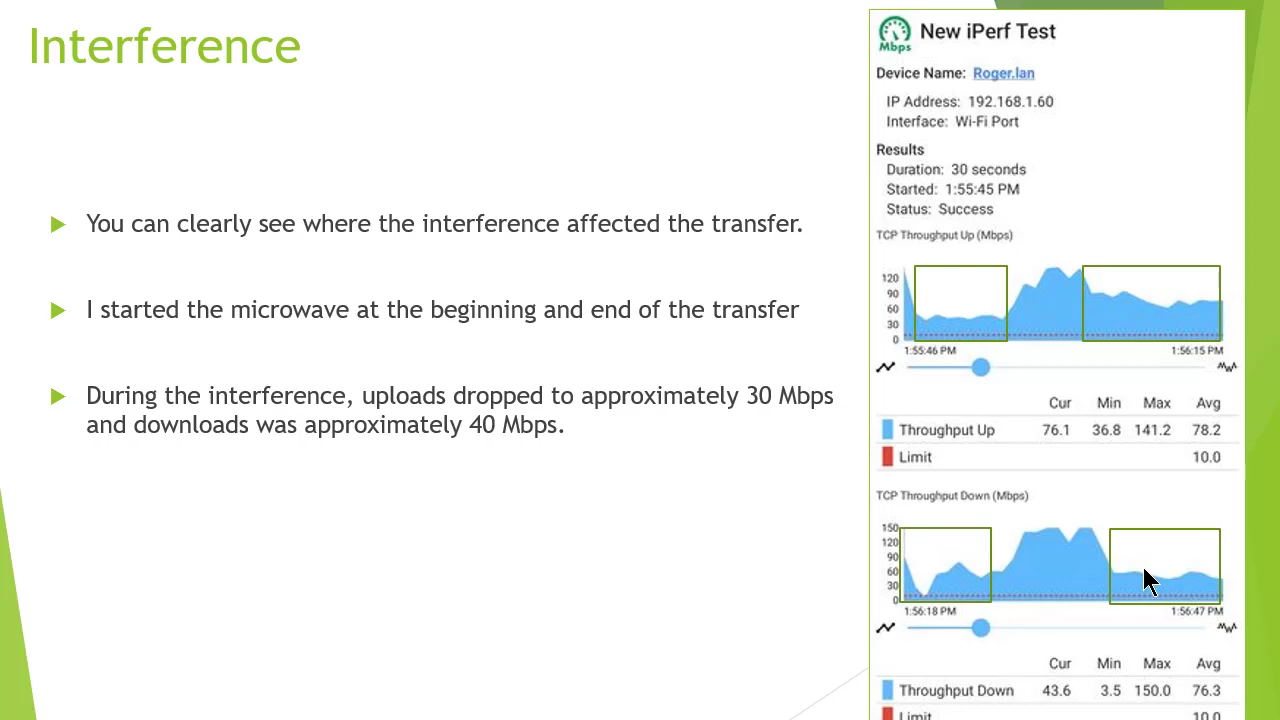 Interference
You can clearly see where the interference affected the transfer.
I started the microwave at the beginning and end of the transfer
During the interference, uploads dropped to approximately 30 Mbps
and downloads was approximately 40 Mbps.
Mbps
New iPerf Test
Device Name: Roger.lan
IP Address: 192.168.1.60
Interface: Wi-Fi Port
Results
Duration: 30 seconds
Started: 1:55:45 PM
Status: Success
TCP Throughput Up (Mbps)
120
90
60
30
0
1:55:46 PM 1:56:15 PM
Cur Min Max Avg
Throughput Up 76.1 36.8 141.2 78.2
Limit 10.0
TCP Throughput Down (Mbps)
150
120
90
60
30
0
1:56:18 PM 1:56:47 PM
Cur Min Max Avg
Throughput Down 43.6 3.5 150.0 76.3
Limit 10.0